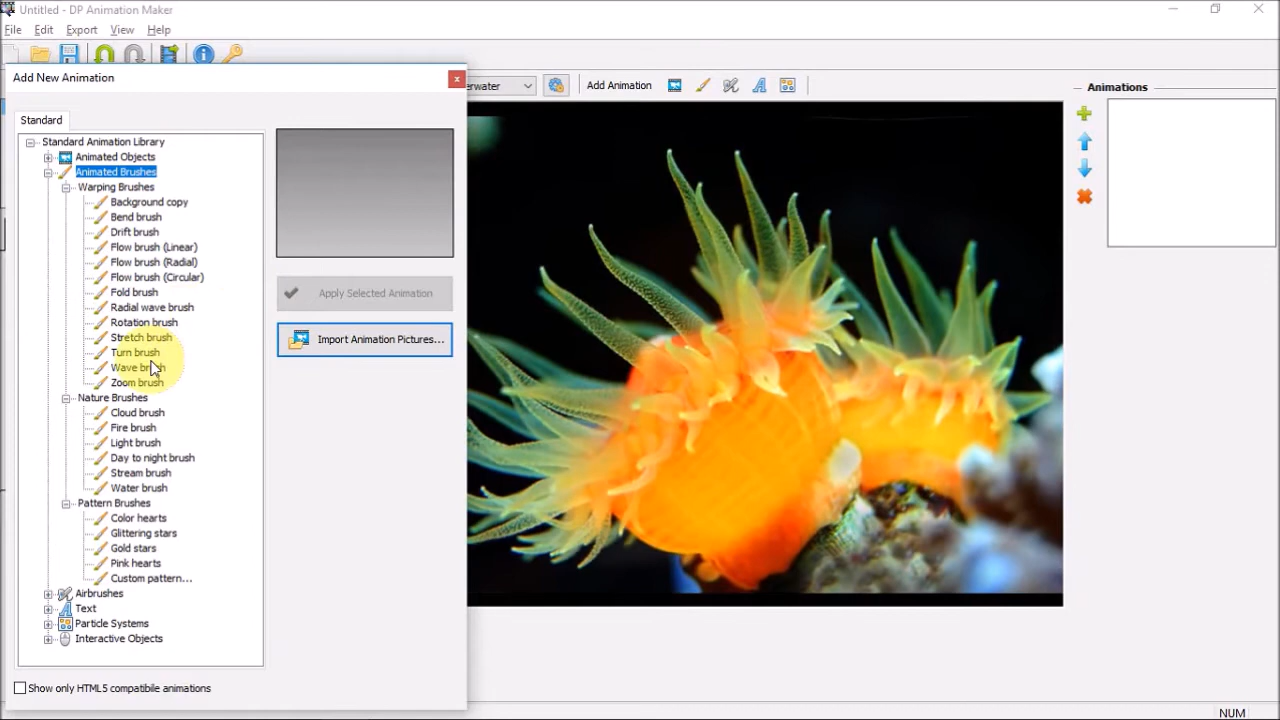 Untitled - DP Animation Maker
File Edit Export View Help
Add New Animation
erwater
Add Animation
Animations
Standard
Standard Animation Library
Animated Objects
Animated Brushes
Warping Brushes
Background copy
Bend brush
Drift brush
Flow brush (Linear)
Flow brush (Radial)
Flow brush (Circular)
Fold brush
Radial wave brush
Rotation brush
Stretch brush
Turn brush
Wave brush
Zoom brush
Nature Brushes
Cloud brush
Fire brush
Light brush
Day to night brush
Stream brush
Water brush
Pattern Brushes
Color hearts
Glittering stars
Gold stars
Pink hearts
Custom pattern...
Airbrushes
Text
Particle Systems
Interactive Objects
Apply Selected Animation
Import Animation Pictures...
Show only HTML5 compatibile animations
NUM